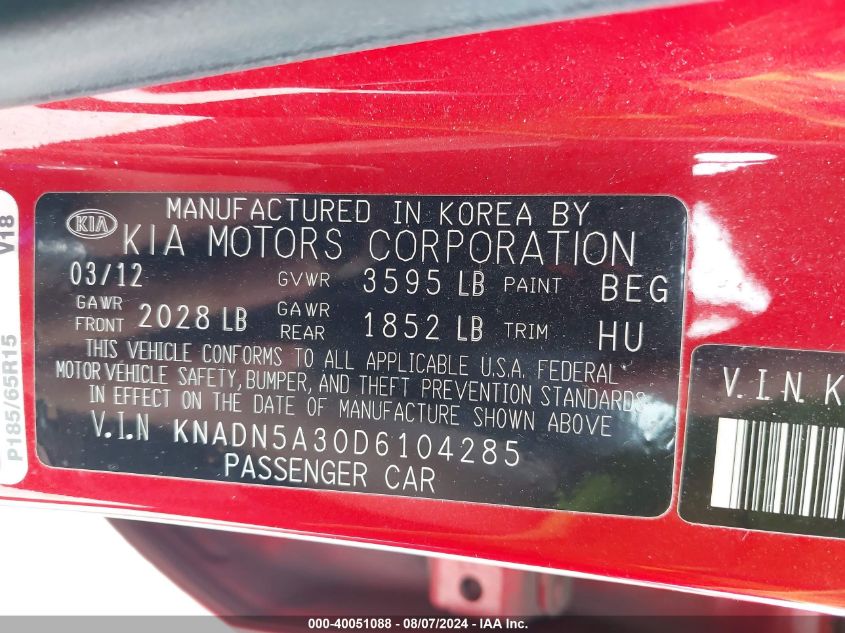 MANUFACTURED IN KOREA BY
KIA KIA MOTORS CORPORATION
03/12 GVWR 3595 LB PAINT BEG
GAWR FRONT 2028 LB GAWR REAR 1852 LB TRIM HU
THIS VEHICLE CONFORMS TO ALL APPLICABLE U.S.A. FEDERAL
MOTOR VEHICLE SAFETY, BUMPER, AND THEFT PREVENTION STANDARDS
IN EFFECT ON THE DATE OF MANUFACTURE SHOWN ABOVE
V.I.N KNADN5A30D6104285
PASSENGER CAR
V18
P185/65R15
V.I.N. K
000-40051088 - 08/07/2024 - IAA, Inc.